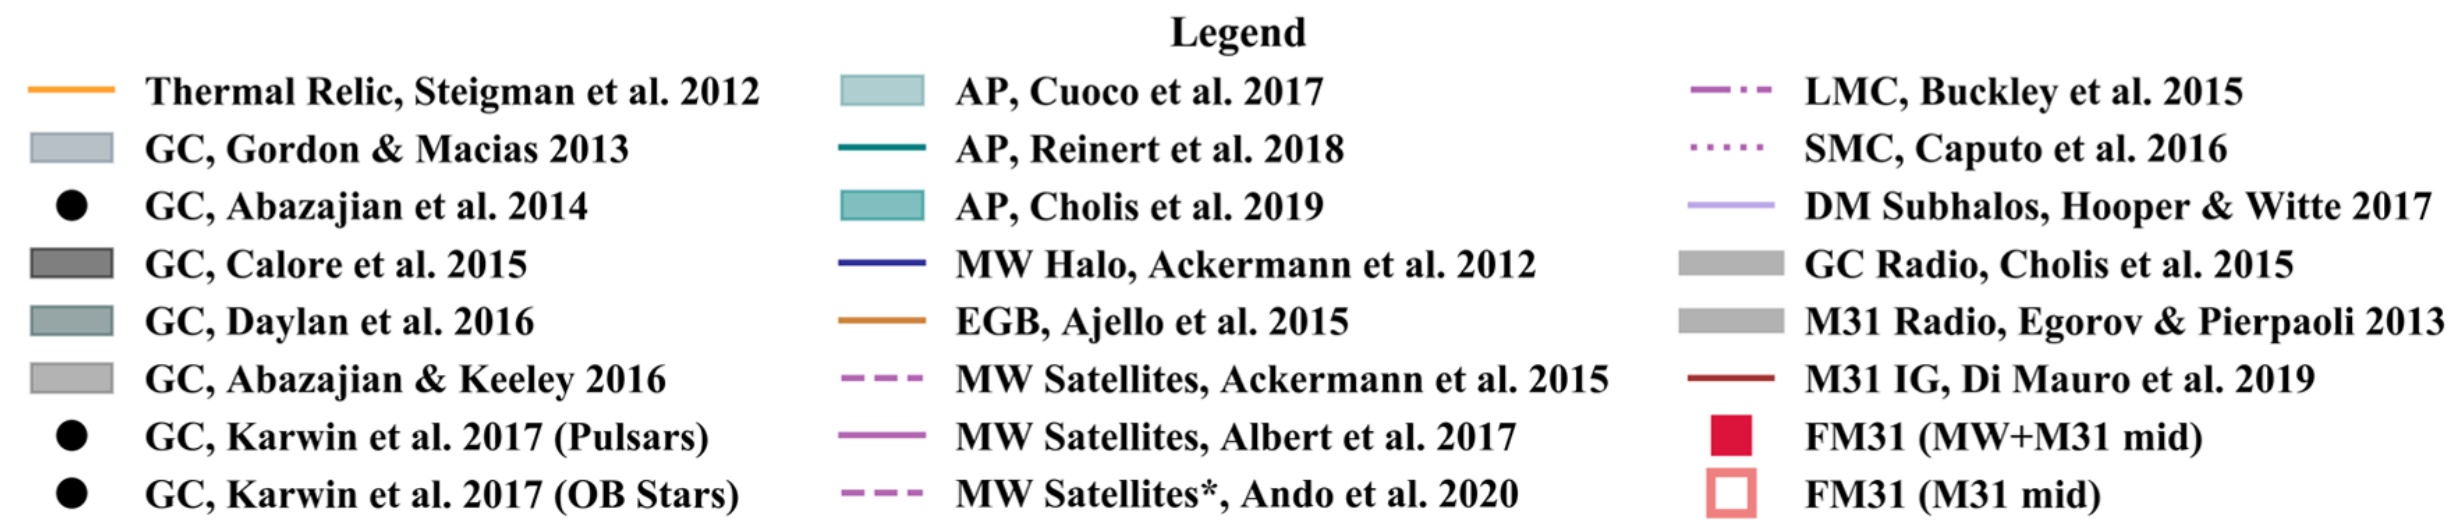 Legend
Thermal Relic, Steigman et al. 2012
GC, Gordon & Macias 2013
GC, Abazajian et al. 2014
GC, Calore et al. 2015
GC, Daylan et al. 2016
GC, Abazajian & Keeley 2016
GC, Karwin et al. 2017 (Pulsars)
GC, Karwin et al. 2017 (OB Stars)
AP, Cuoco et al. 2017
AP, Reinert et al. 2018
AP, Cholis et al. 2019
MW Halo, Ackermann et al. 2012
EGB, Ajello et al. 2015
MW Satellites, Ackermann et al. 2015
MW Satellites, Albert et al. 2017
MW Satellites*, Ando et al. 2020
LMC, Buckley et al. 2015
SMC, Caputo et al. 2016
DM Subhalos, Hooper & Witte 2017
GC Radio, Cholis et al. 2015
M31 Radio, Egorov & Pierpaoli 2013
M31 IG, Di Mauro et al. 2019
FM31 (MW+M31 mid)
FM31 (M31 mid)